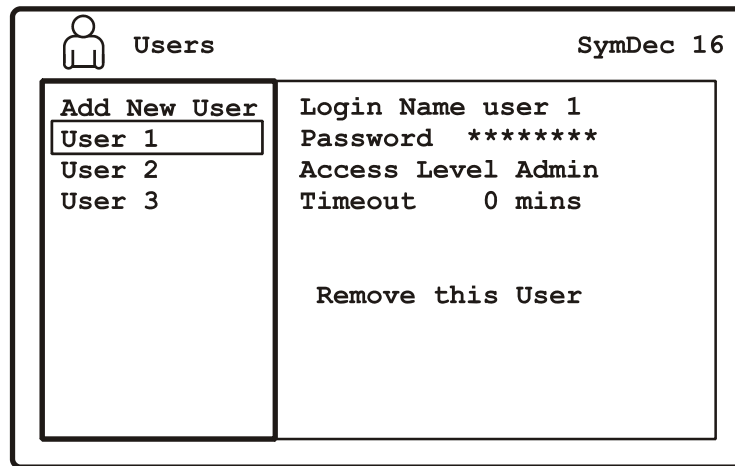 Users
SymDec 16
Add New User
User 1
User 2
User 3
Login Name user 1
Password ********
Access Level Admin
Timeout 0 mins
Remove this User